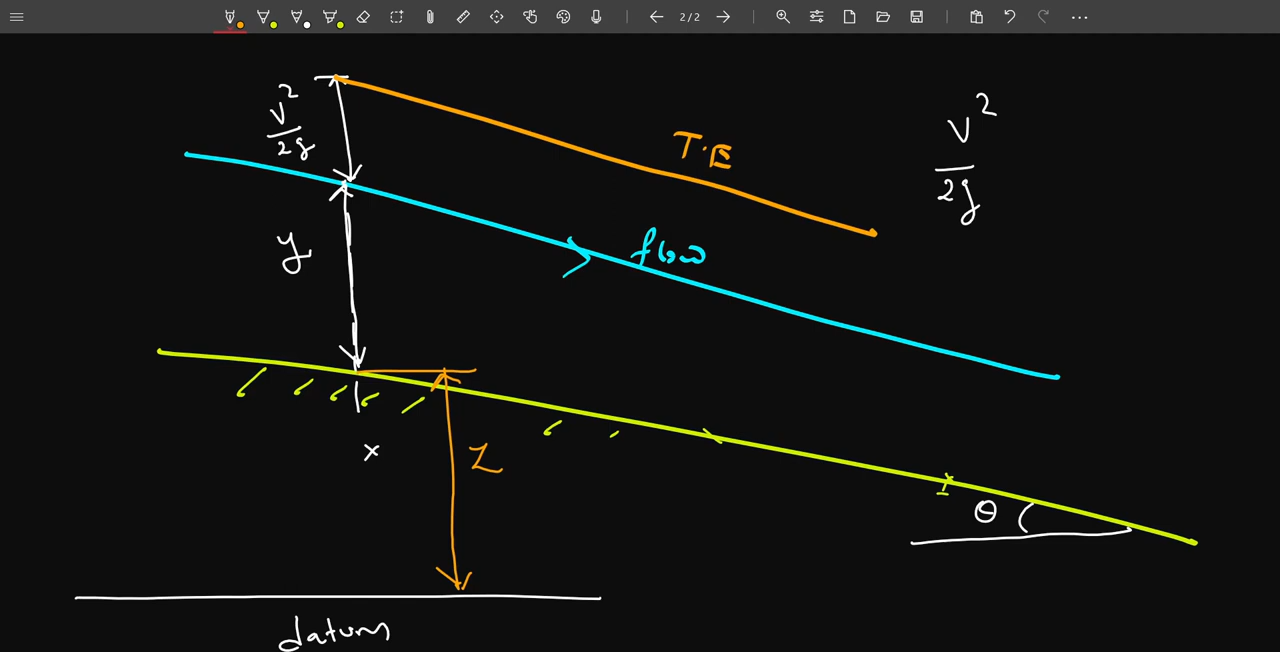 2/2
V²
2g
T.E
V²
2g
y
flow
x
Z
θ
datum